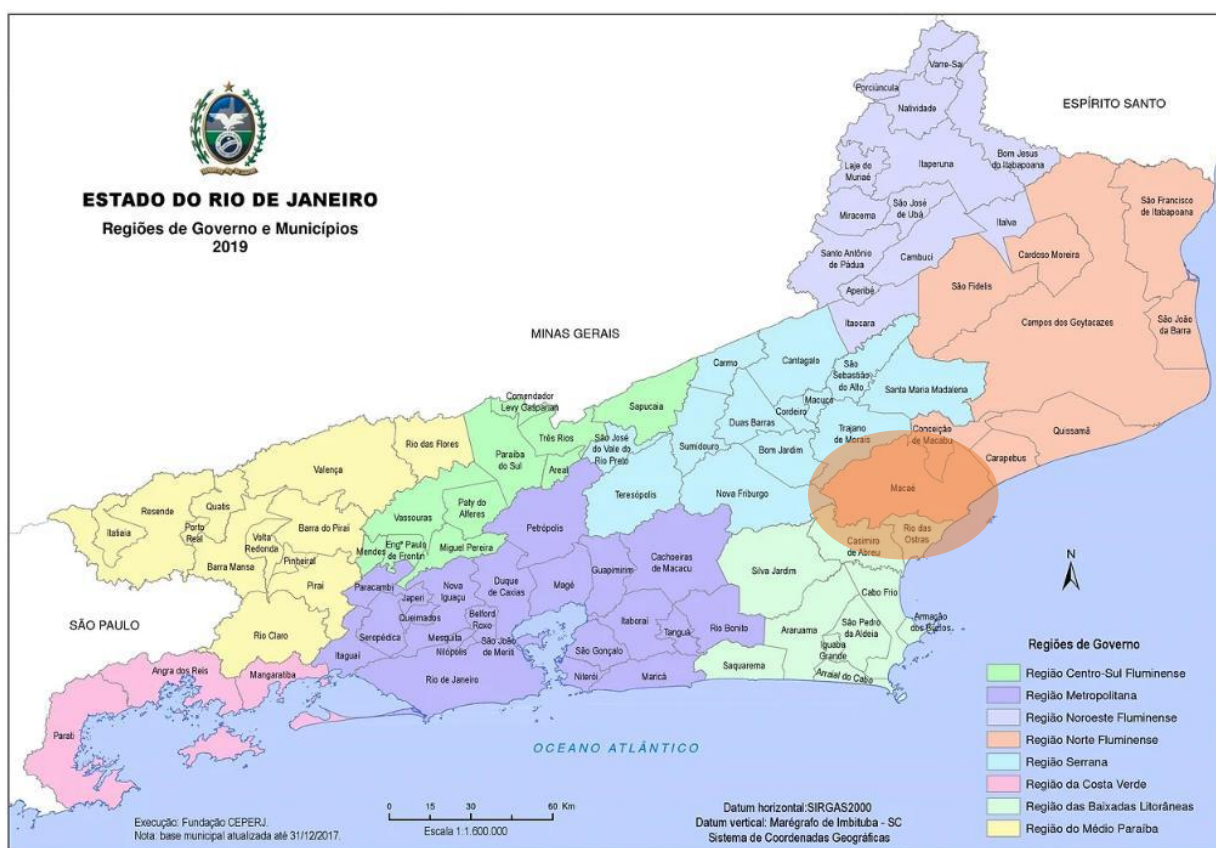 ESTADO DO RIO DE JANEIRO
Regiões de Governo e Municípios
2019
ESPÍRITO SANTO
MINAS GERAIS
SÃO PAULO
OCEANO ATLÂNTICO
Varre-Sai
Porciúncula
Natividade
Bom Jesus
do Itabapoana
Laje do
Muriaé
Itaperuna
Miracema
São José
de Ubá
Italva
Santo Antônio
de Pádua
Cambuci
Aperibé
Itaocara
São Francisco
de Itabapoana
Cardoso Moreira
São Fidelis
Campos dos Goytacazes
São João
da Barra
Conceição
de Macabu
Quissamã
Carapebus
Macaé
Carmo
Cantagalo
São
Sebastião
do Alto
Santa Maria Madalena
Macuco
Cordeiro
Duas Barras
Trajano
de Morais
São José
do Vale do
Rio Preto
Sumidouro
Bom Jardim
Teresópolis
Nova Friburgo
Comendador
Levy Gasparian
Sapucaia
Três Rios
Paraíba
do Sul
Areal
Paty do
Alferes
Vassouras
Engº Paulo
de Frontin
Mendes
Miguel Pereira
Rio das Flores
Valença
Resende
Quatis
Itatiaia
Porto
Real
Volta
Redonda
Barra do Piraí
Barra Mansa
Pinheiral
Piraí
Rio Claro
Petrópolis
Cachoeiras
de Macacu
Guapimirim
Magé
Duque
de Caxias
Nova
Iguaçu
Paracambi
Japeri
Queimados
Belford
Roxo
Seropédica
Mesquita
Nilópolis
São João
de Meriti
Itaguaí
Rio de Janeiro
Itaboraí
Tanguá
Rio Bonito
São Gonçalo
Niterói
Maricá
Casimiro
de Abreu
Rio das
Ostras
Silva Jardim
Cabo Frio
Armação
dos Búzios
São Pedro
da Aldeia
Araruama
Iguaba
Grande
Saquarema
Arraial do Cabo
Angra dos Reis
Mangaratiba
Parati
N
Regiões de Governo
Região Centro-Sul Fluminense
Região Metropolitana
Região Noroeste Fluminense
Região Norte Fluminense
Região Serrana
Região da Costa Verde
Região das Baixadas Litorâneas
Região do Médio Paraíba
Execução: Fundação CEPERJ.
Nota: base municipal atualizada até 31/12/2017.
0 15 30 60 Km
Escala 1:1.600.000
Datum horizontal:SIRGAS2000
Datum vertical: Marégrafo de Imbituba - SC
Sistema de Coordenadas Geográficas